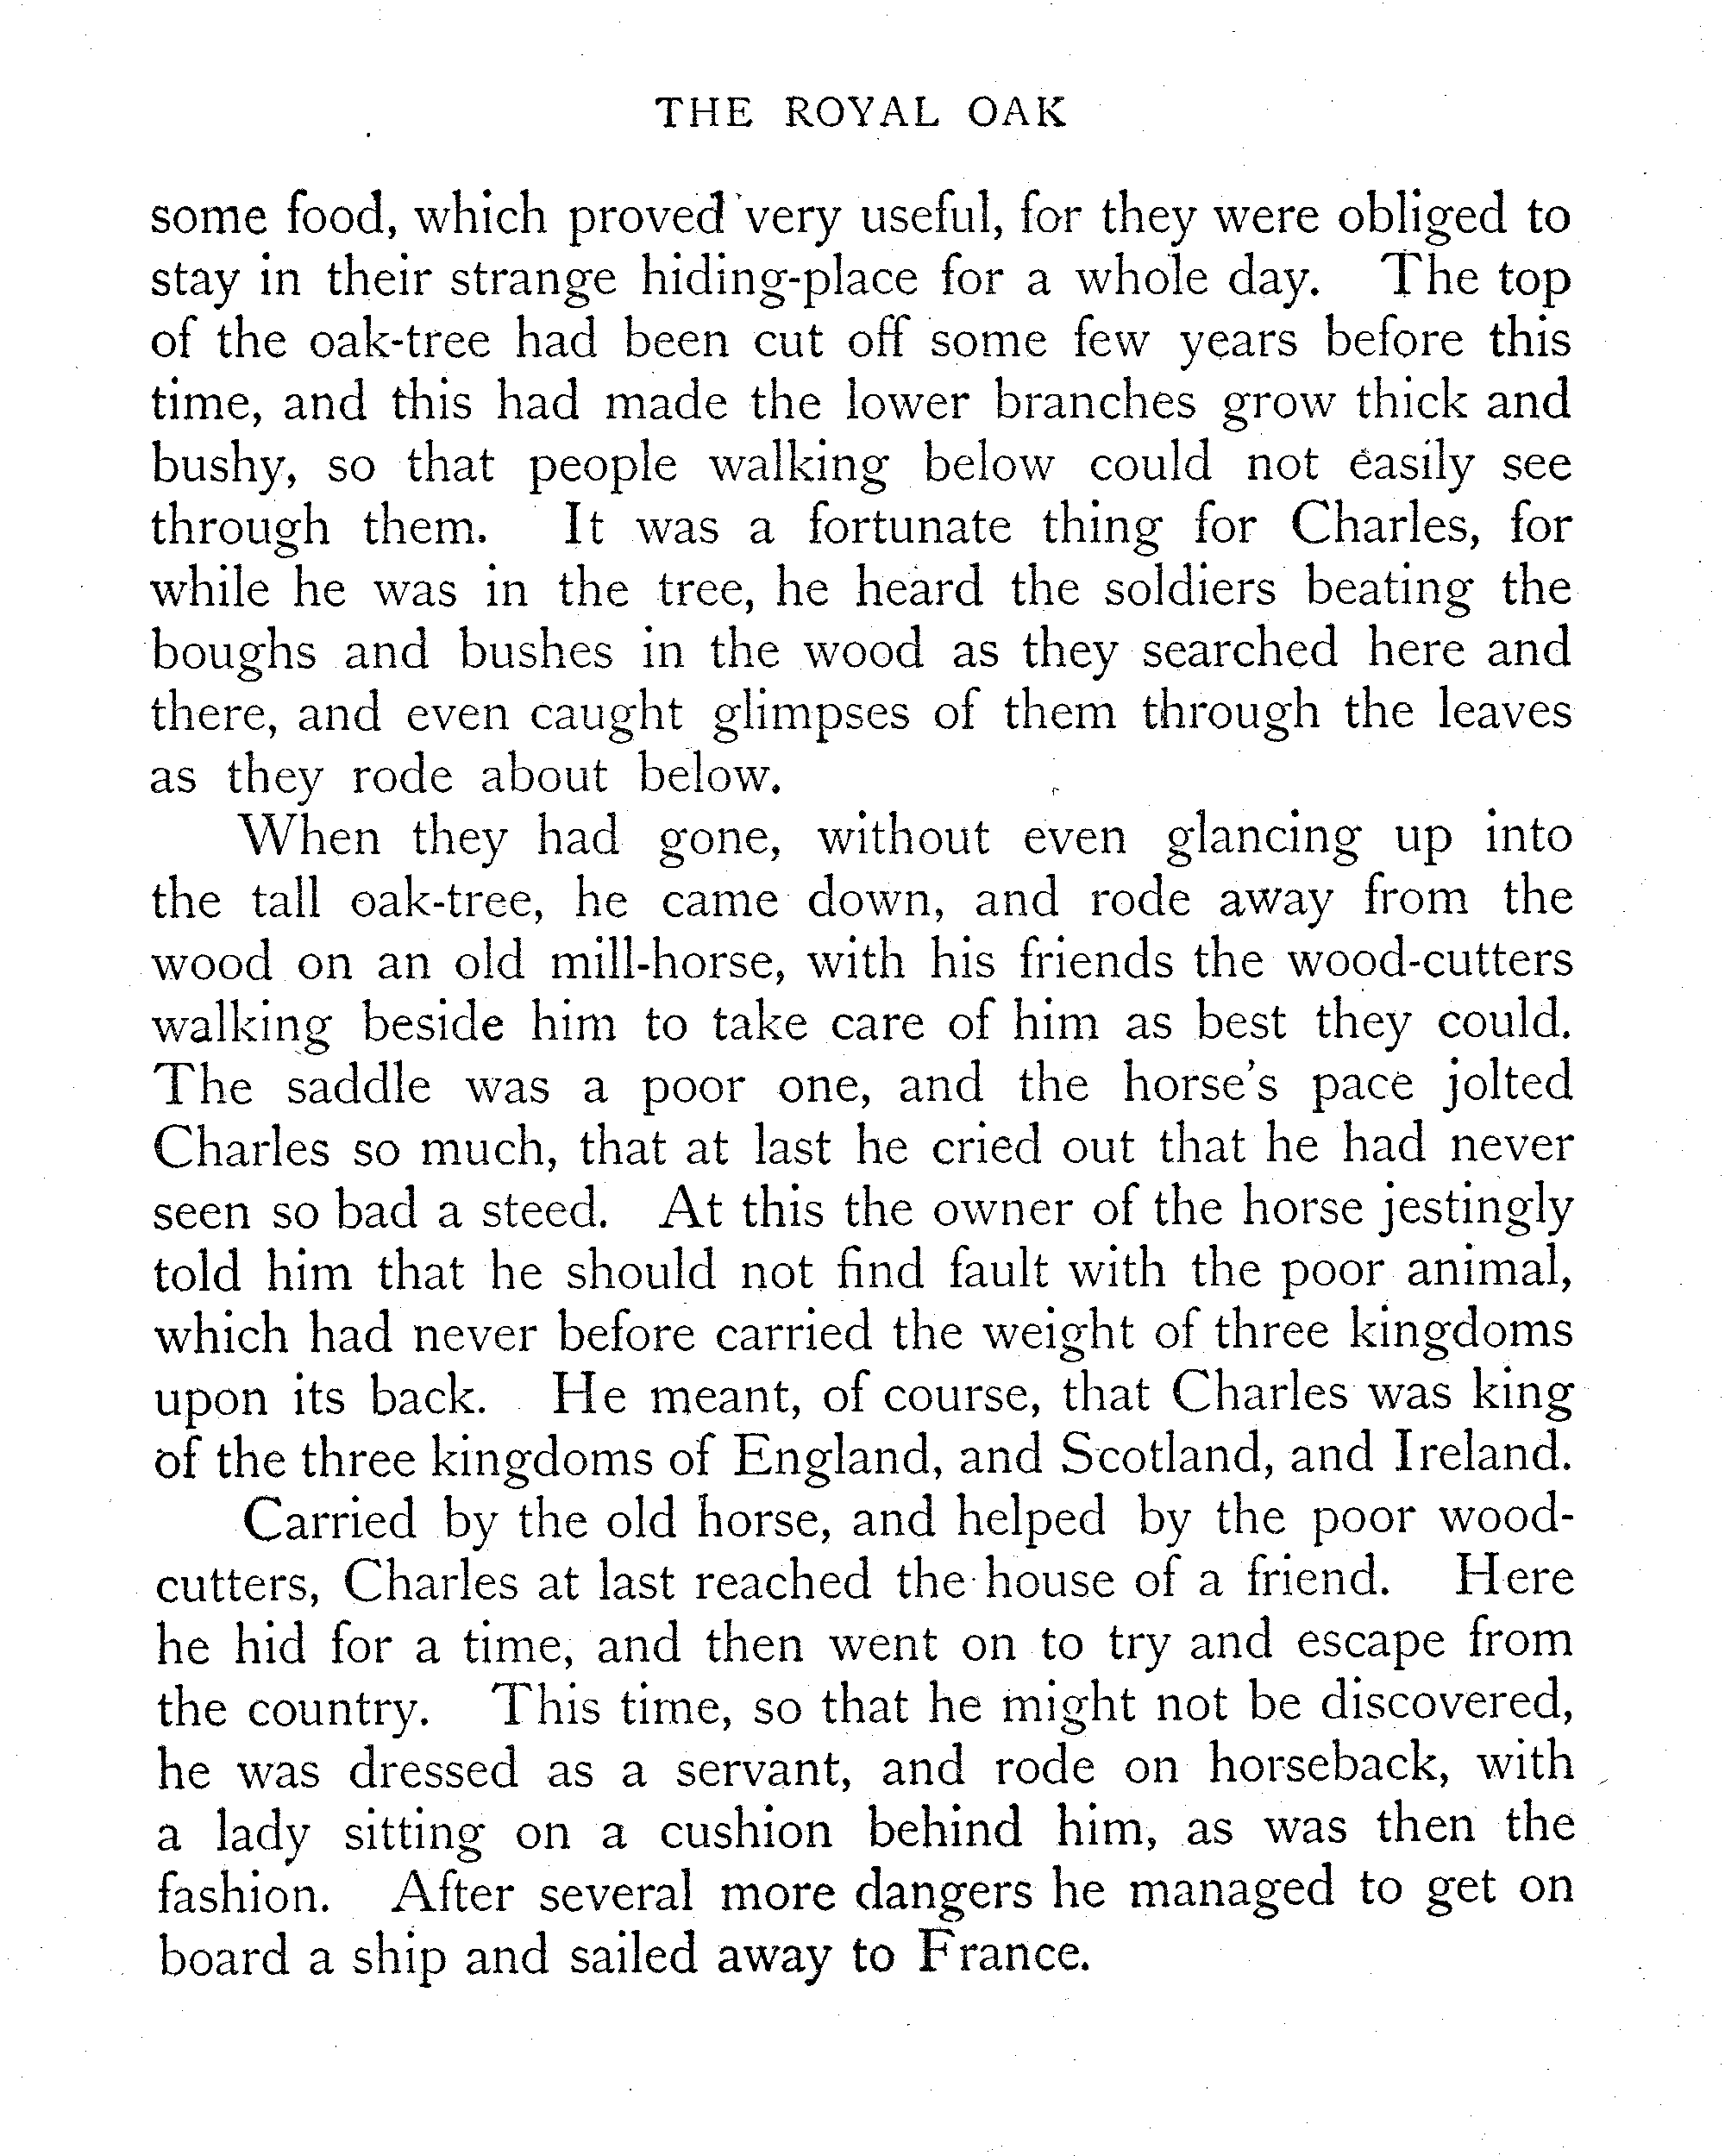 THE ROYAL OAK
some food, which proved very useful, for they were obliged to
stay in their strange hiding-place for a whole day. The top
of the oak-tree had been cut off some few years before this
time, and this had made the lower branches grow thick and
bushy, so that people walking below could not easily see
through them. It was a fortunate thing for Charles, for
while he was in the tree, he heard the soldiers beating the
boughs and bushes in the wood as they searched here and
there, and even caught glimpses of them through the leaves
as they rode about below.
When they had gone, without even glancing up into
the tall oak-tree, he came down, and rode away from the
wood on an old mill-horse, with his friends the wood-cutters
walking beside him to take care of him as best they could.
The saddle was a poor one, and the horse's pace jolted
Charles so much, that at last he cried out that he had never
seen so bad a steed. At this the owner of the horse jestingly
told him that he should not find fault with the poor animal,
which had never before carried the weight of three kingdoms
upon its back. He meant, of course, that Charles was king
of the three kingdoms of England, and Scotland, and Ireland.
Carried by the old horse, and helped by the poor wood-
cutters, Charles at last reached the house of a friend. Here
he hid for a time, and then went on to try and escape from
the country. This time, so that he might not be discovered,
he was dressed as a servant, and rode on horseback, with
a lady sitting on a cushion behind him, as was then the
fashion. After several more dangers he managed to get on
board a ship and sailed away to France.